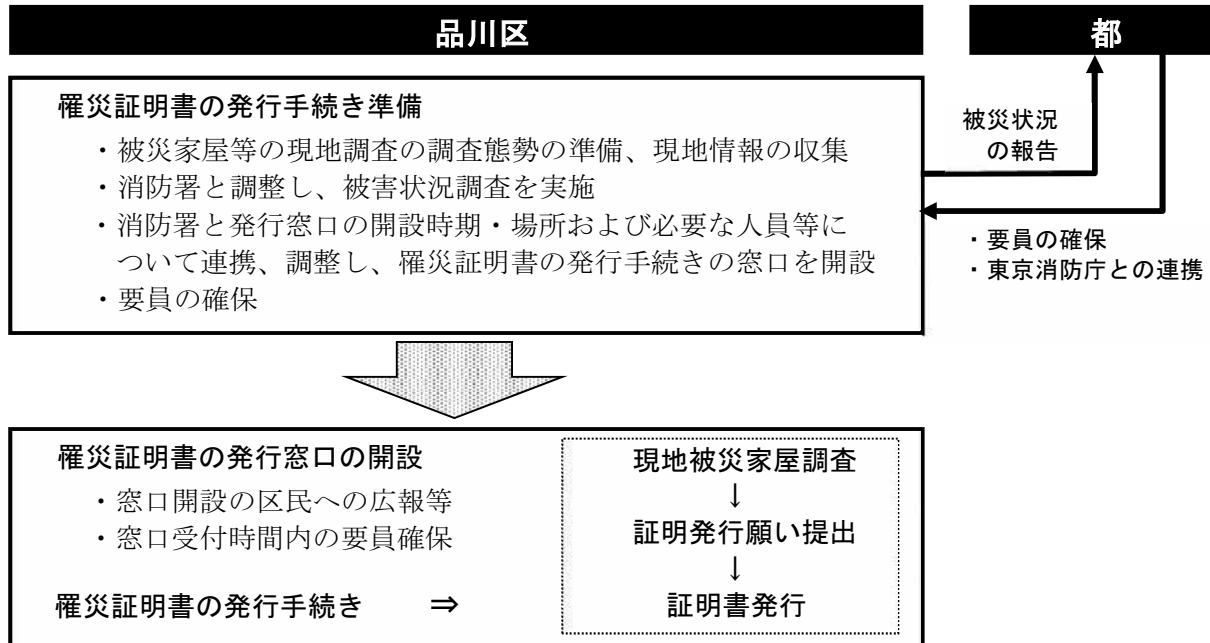 品川区
都
罹災証明書の発行手続き準備
・被災家屋等の現地調査の調査態勢の準備、現地情報の収集
・消防署と調整し、被害状況調査を実施
・消防署と発行窓口の開設時期・場所および必要な人員等に
ついて連携、調整し、罹災証明書の発行手続きの窓口を開設
・要員の確保
被災状況
の報告
・要員の確保
・東京消防庁との連携
罹災証明書の発行窓口の開設
・窓口開設の区民への広報等
・窓口受付時間内の要員確保
罹災証明書の発行手続き ⇒
現地被災家屋調査
↓
証明発行願い提出
↓
証明書発行